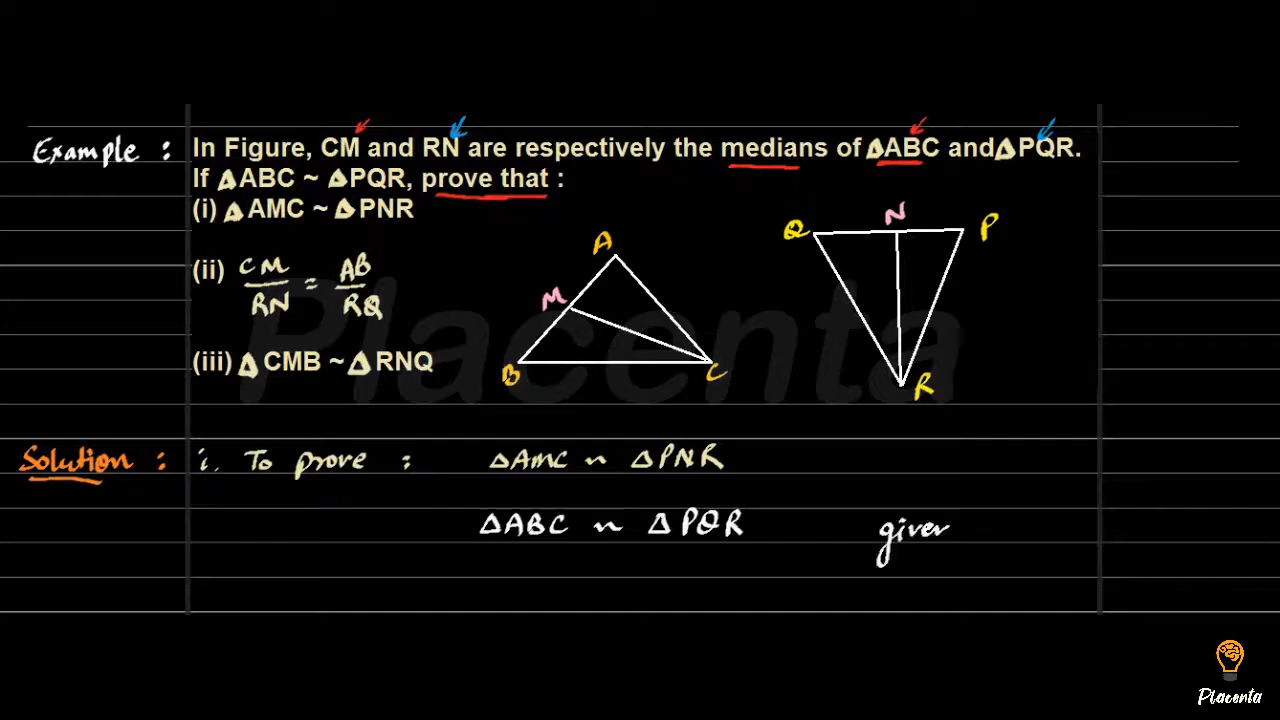 Example : In Figure, CM and RN are respectively the medians of ΔABC and ΔPQR.
If ΔABC ~ ΔPQR, prove that :
(i) ΔAMC ~ ΔPNR
(ii) CM/RN = AB/RQ
(iii) ΔCMB ~ ΔRNQ
A
M
B
C
Q
N
P
R
Placenta
Solution : i. To prove : ΔAMC ~ ΔPNR
ΔABC ~ ΔPQR given
Placenta